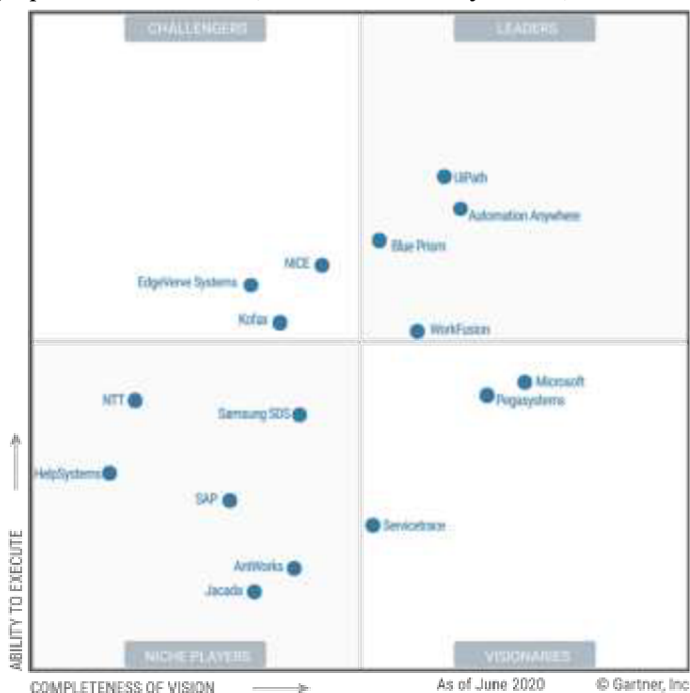 CHALLENGERS
LEADERS
UiPath
Automation Anywhere
Blue Prism
NICE
EdgeVerve Systems
Kofax
WorkFusion
NTT
Samsung SDS
Microsoft
Pegasystems
HelpSystems
SAP
Servicetrace
AntWorks
Jacada
NICHE PLAYERS
VISIONARIES
ABILITY TO EXECUTE
COMPLETENESS OF VISION
As of June 2020
© Gartner, Inc